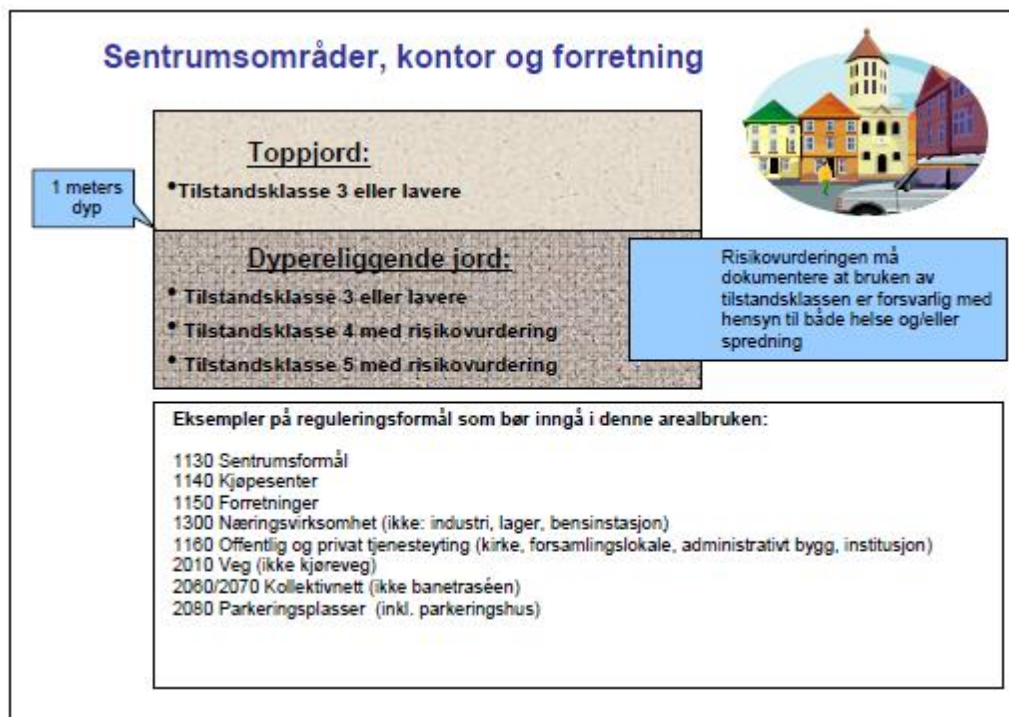 Sentrumsområder, kontor og forretning
Toppjord:
•Tilstandsklasse 3 eller lavere
1 meters
dyp
Dypereliggende jord:
• Tilstandsklasse 3 eller lavere
• Tilstandsklasse 4 med risikovurdering
• Tilstandsklasse 5 med risikovurdering
Risikovurderingen må
dokumentere at bruken av
tilstandsklassen er forsvarlig med
hensyn til både helse og/eller
spredning
Eksempler på reguleringsformål som bør inngå i denne arealbruken:
1130 Sentrumsformål
1140 Kjøpesenter
1150 Forretninger
1300 Næringsvirksomhet (ikke: industri, lager, bensinstasjon)
1160 Offentlig og privat tjenesteyting (kirke, forsamlingslokale, administrativt bygg, institusjon)
2010 Veg (ikke kjøreveg)
2060/2070 Kollektivnett (ikke banetraséen)
2080 Parkeringsplasser (inkl. parkeringshus)